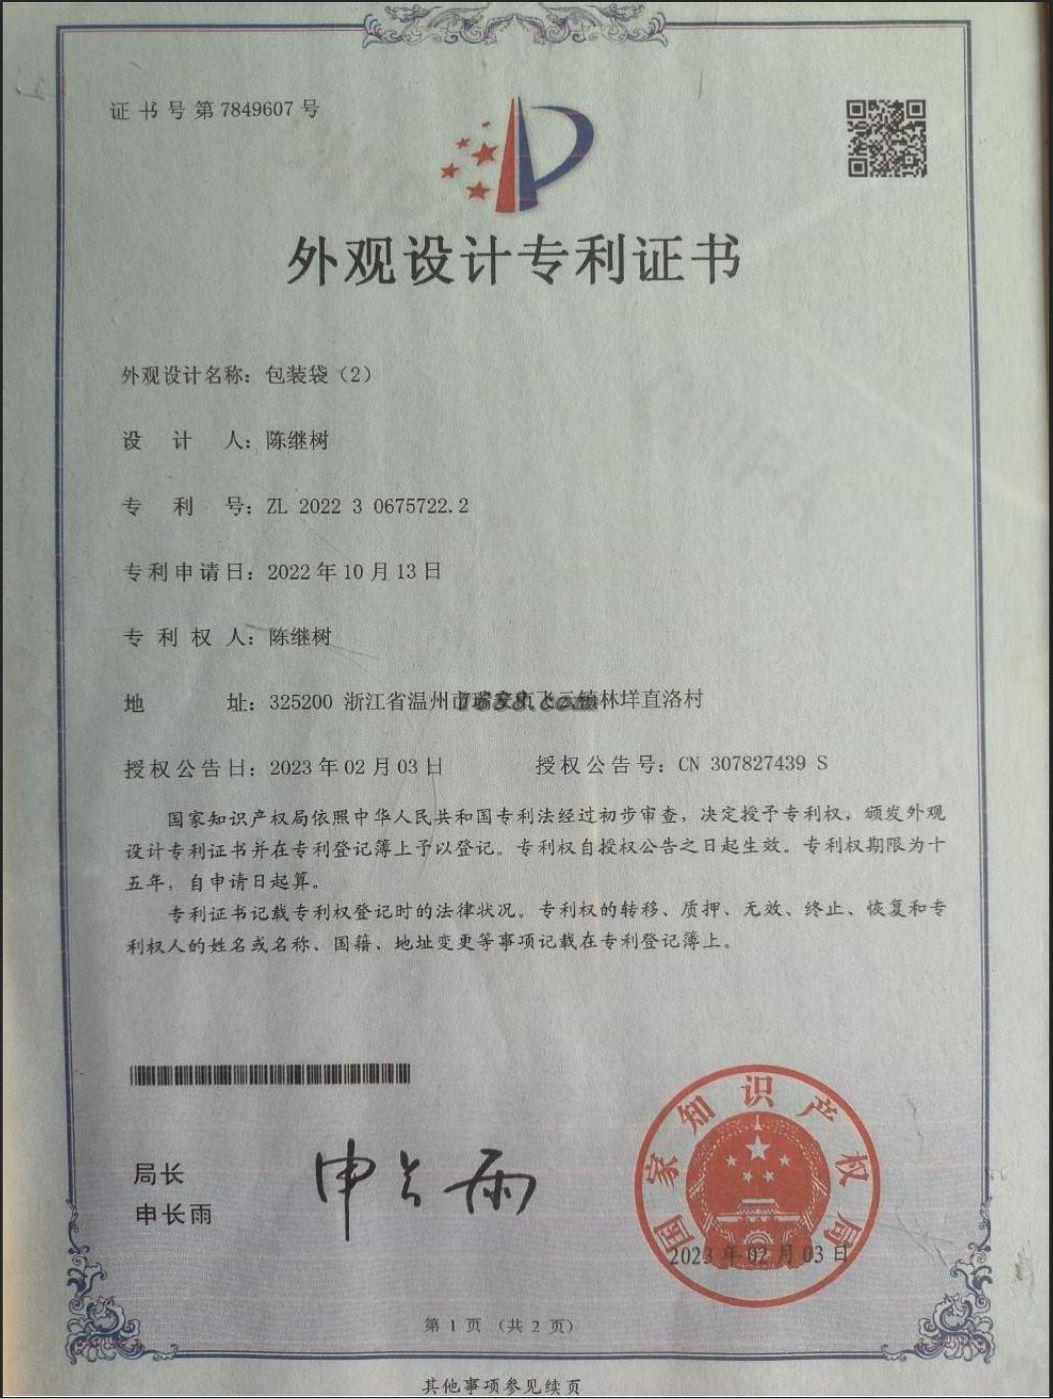 证书号第7849607号
外观设计专利证书
外观设计名称：包装袋（2）
设计人：陈继树
专利号：ZL 2022 3 0675722.2
专利申请日：2022年10月13日
专利权人：陈继树
地址：325200 浙江省温州市瑞安市飞云镇林垟直洛村
1688.com
授权公告日：2023年02月03日 授权公告号：CN 307827439 S
国家知识产权局依照中华人民共和国专利法经过初步审查，决定授予专利权，颁发外观
设计专利证书并在专利登记簿上予以登记。专利权自授权公告之日起生效。专利权期限为十
五年，自申请日起算。
专利证书记载专利权登记时的法律状况。专利权的转移、质押、无效、终止、恢复和专
利权人的姓名或名称、国籍、地址变更等事项记载在专利登记簿上。
局长
申长雨
申长雨
国家知识产权局
2023年02月03日
第1页（共2页）
其他事项参见续页